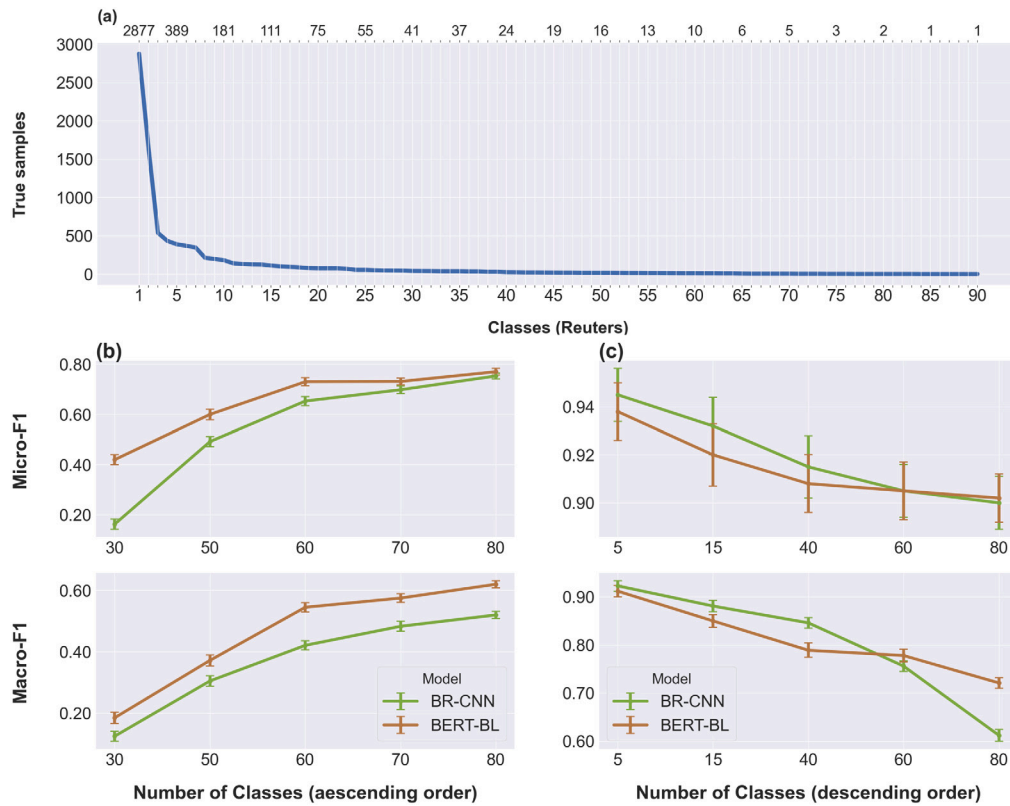 (a)
2877 389 181 111 75 55 41 37 24 19 16 13 10 6 5 3 2 1 1
3000
2500
2000
1500
1000
500
0
True samples
1 5 10 15 20 25 30 35 40 45 50 55 60 65 70 75 80 85 90
Classes (Reuters)
(b)
0.80
0.60
0.40
0.20
Micro-F1
30 50 60 70 80
(c)
0.94
0.92
0.90
5 15 40 60 80
0.60
0.40
0.20
Macro-F1
Model
BR-CNN
BERT-BL
30 50 60 70 80
Number of Classes (aescending order)
0.90
0.80
0.70
0.60
Model
BR-CNN
BERT-BL
5 15 40 60 80
Number of Classes (descending order)